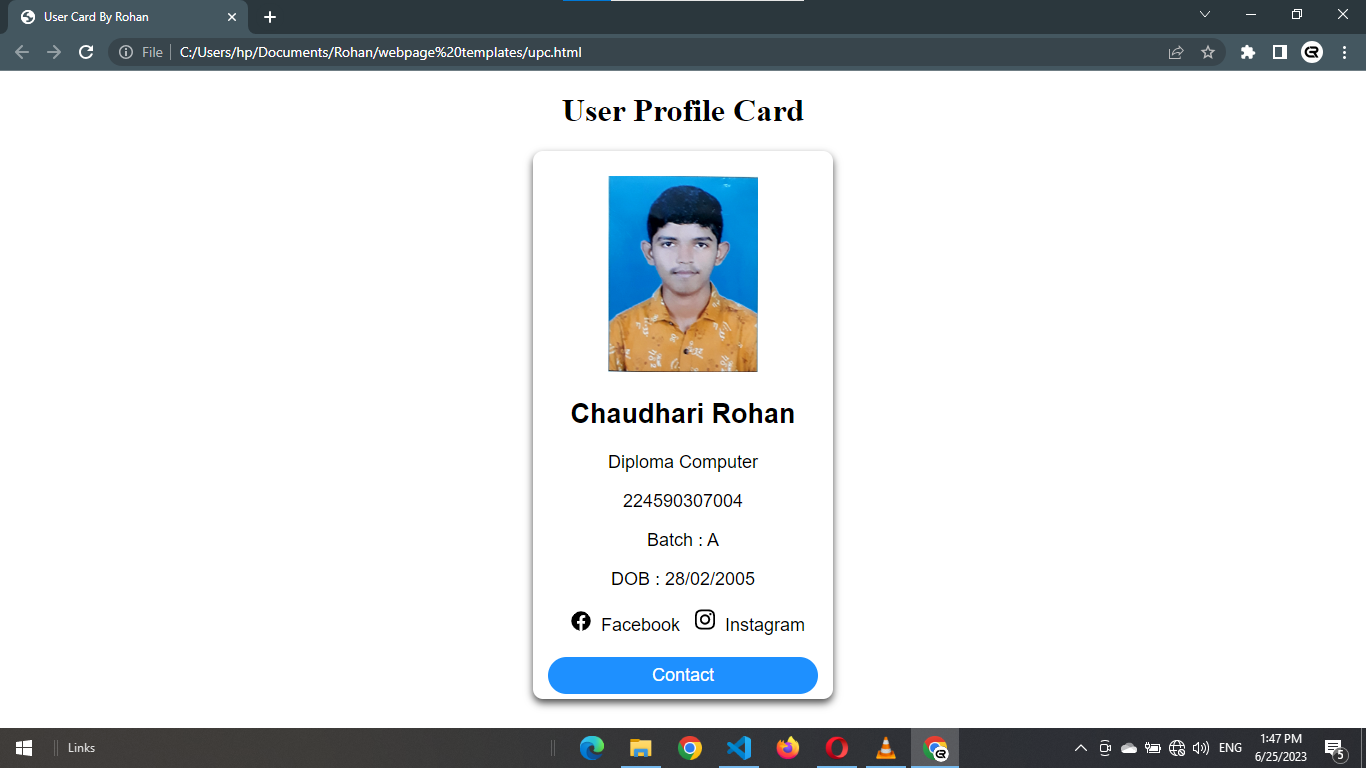 User Card By Rohan
File
C:/Users/hp/Documents/Rohan/webpage%20templates/upc.html
User Profile Card
Chaudhari Rohan
Diploma Computer
224590307004
Batch : A
DOB : 28/02/2005
Facebook Instagram
Contact
Links
ENG
1:47 PM
6/25/2023
5